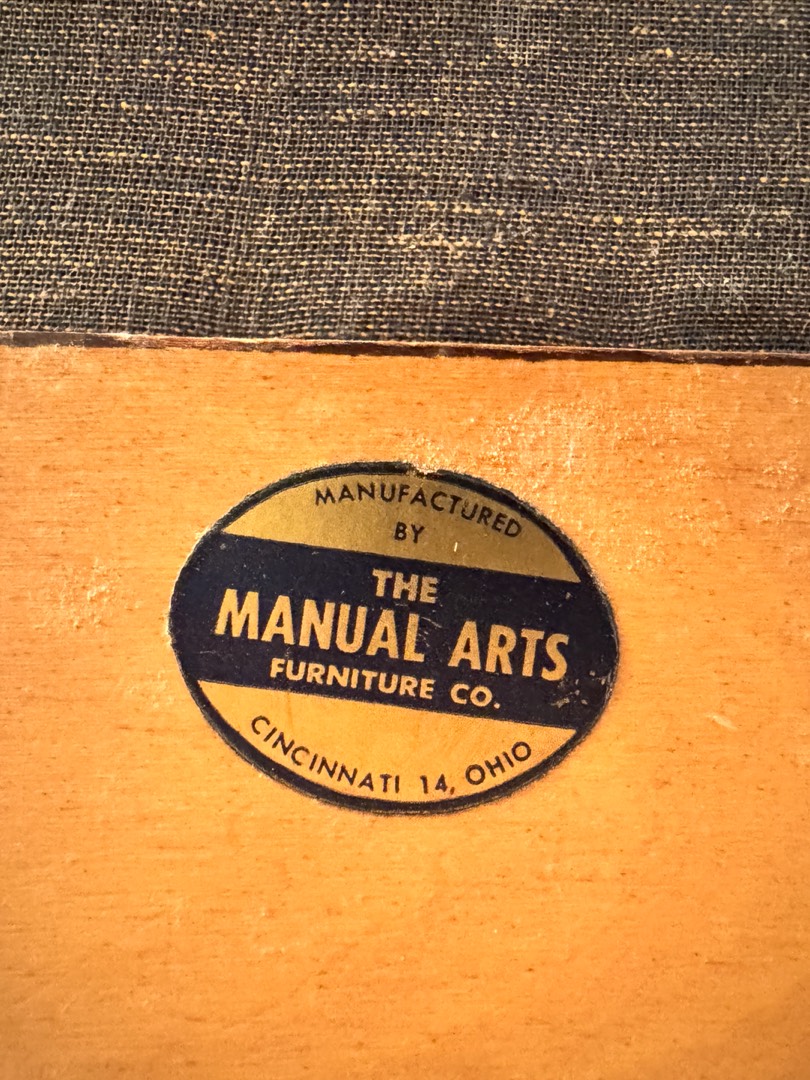 MANUFACTURED
BY
THE
MANUAL ARTS
FURNITURE CO.
CINCINNATI 14, OHIO